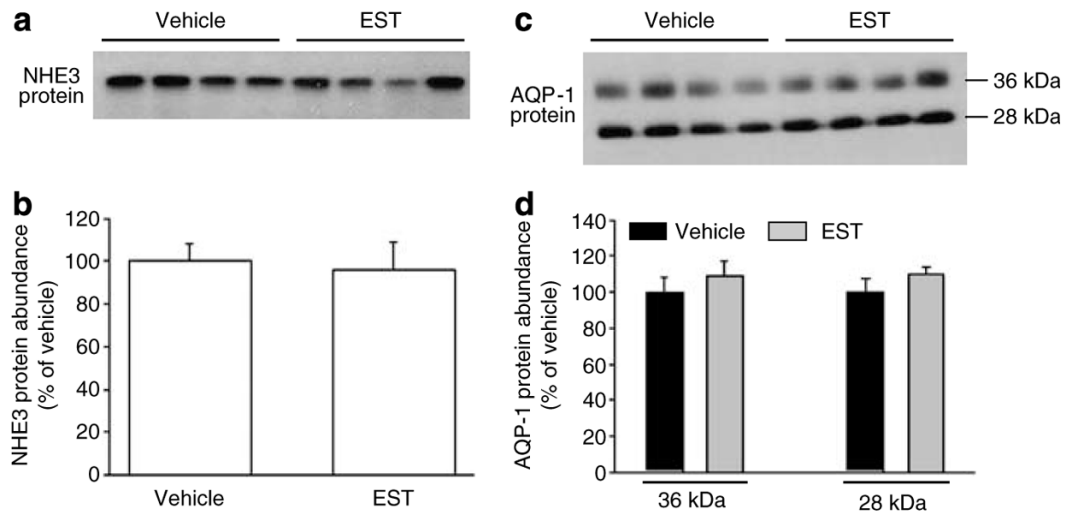 a
Vehicle
EST
NHE3
protein
b
NHE3 protein abundance
(% of vehicle)
120
100
80
60
40
20
0
Vehicle
EST
c
Vehicle
EST
AQP-1
protein
36 kDa
28 kDa
d
AQP-1 protein abundance
(% of vehicle)
140
120
100
80
60
40
20
0
Vehicle
EST
36 kDa
28 kDa